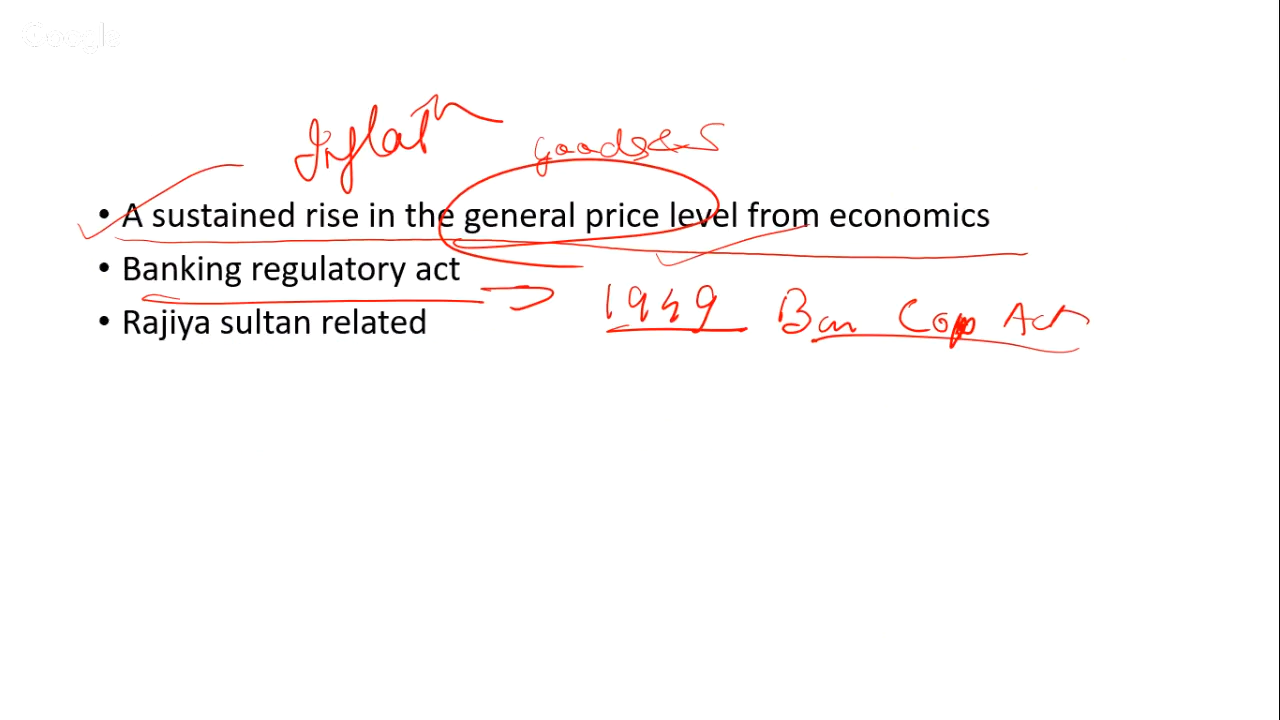 Google
Inflatn
goods & S
• A sustained rise in the general price level from economics
• Banking regulatory act
1949 Ban Cop Act
• Rajiya sultan related